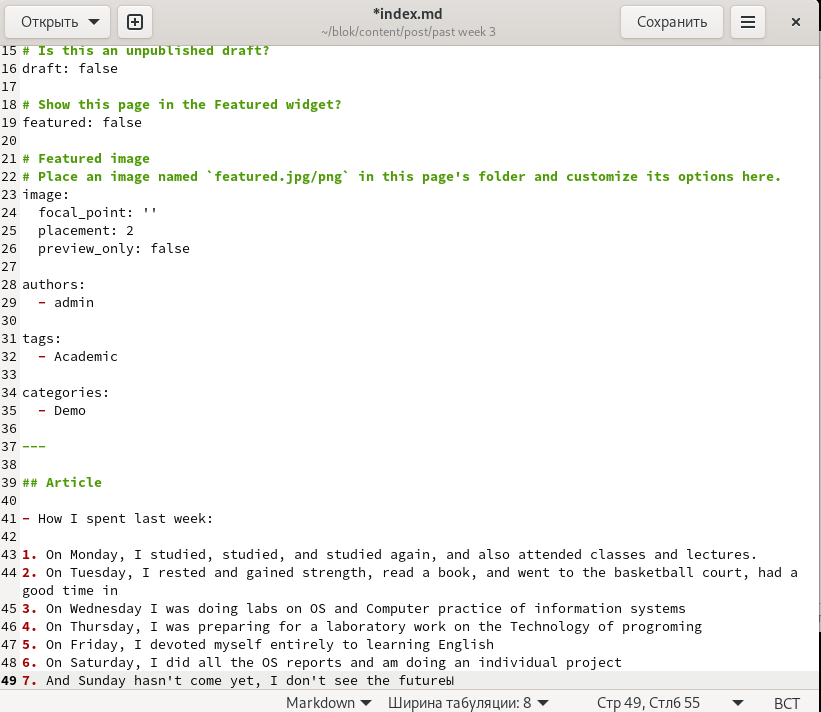 Открыть
*index.md
~/blok/content/post/past week 3
Сохранить
15 # Is this an unpublished draft?
16 draft: false
17
18 # Show this page in the Featured widget?
19 featured: false
20
21 # Featured image
22 # Place an image named `featured.jpg/png` in this page's folder and customize its options here.
23 image:
24   focal_point: ''
25   placement: 2
26   preview_only: false
27
28 authors:
29   - admin
30
31 tags:
32   - Academic
33
34 categories:
35   - Demo
36
37 ---
38
39 ## Article
40
41 - How I spent last week:
42
43 1. On Monday, I studied, studied, and studied again, and also attended classes and lectures.
44 2. On Tuesday, I rested and gained strength, read a book, and went to the basketball court, had a
good time in
45 3. On Wednesday I was doing labs on OS and Computer practice of information systems
46 4. On Thursday, I was preparing for a laboratory work on the Technology of programing
47 5. On Friday, I devoted myself entirely to learning English
48 6. On Saturday, I did all the OS reports and am doing an individual project
49 7. And Sunday hasn't come yet, I don't see the futureы
Markdown
Ширина табуляции: 8
Стр 49, Стлб 55
ВСТ